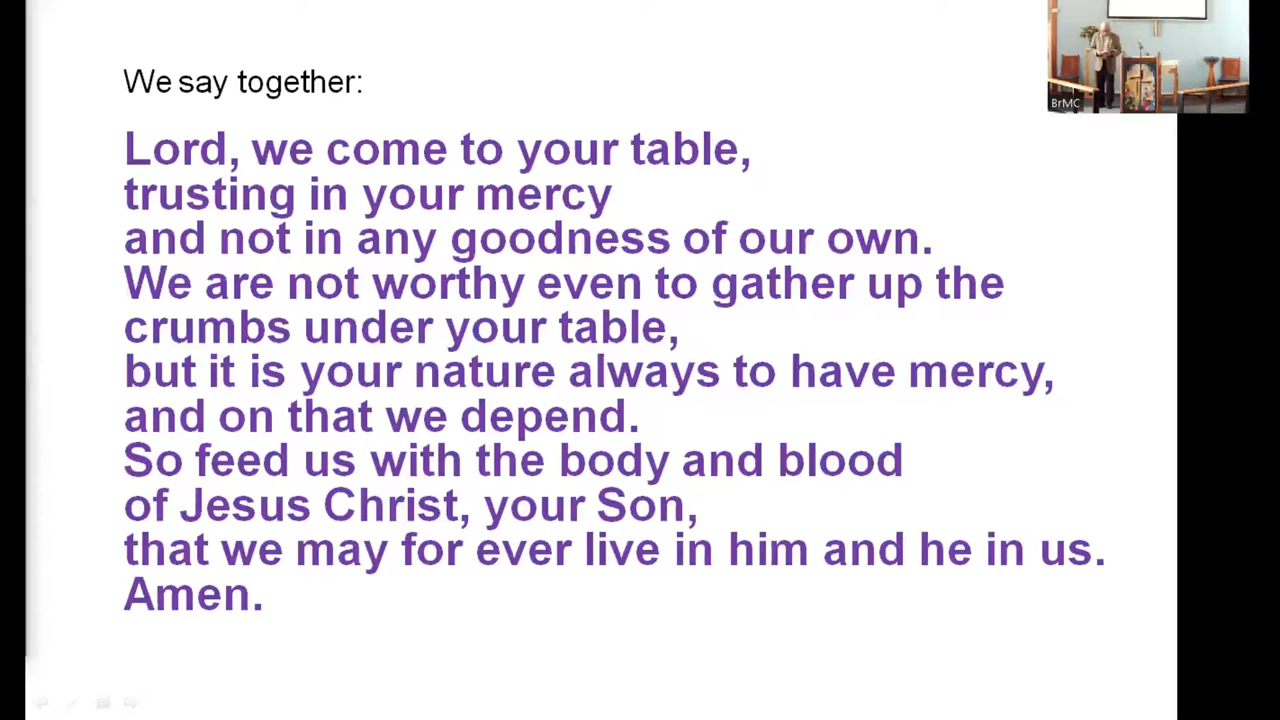 We say together:
Lord, we come to your table,
trusting in your mercy
and not in any goodness of our own.
We are not worthy even to gather up the
crumbs under your table,
but it is your nature always to have mercy,
and on that we depend.
So feed us with the body and blood
of Jesus Christ, your Son,
that we may for ever live in him and he in us.
Amen.
BrMC